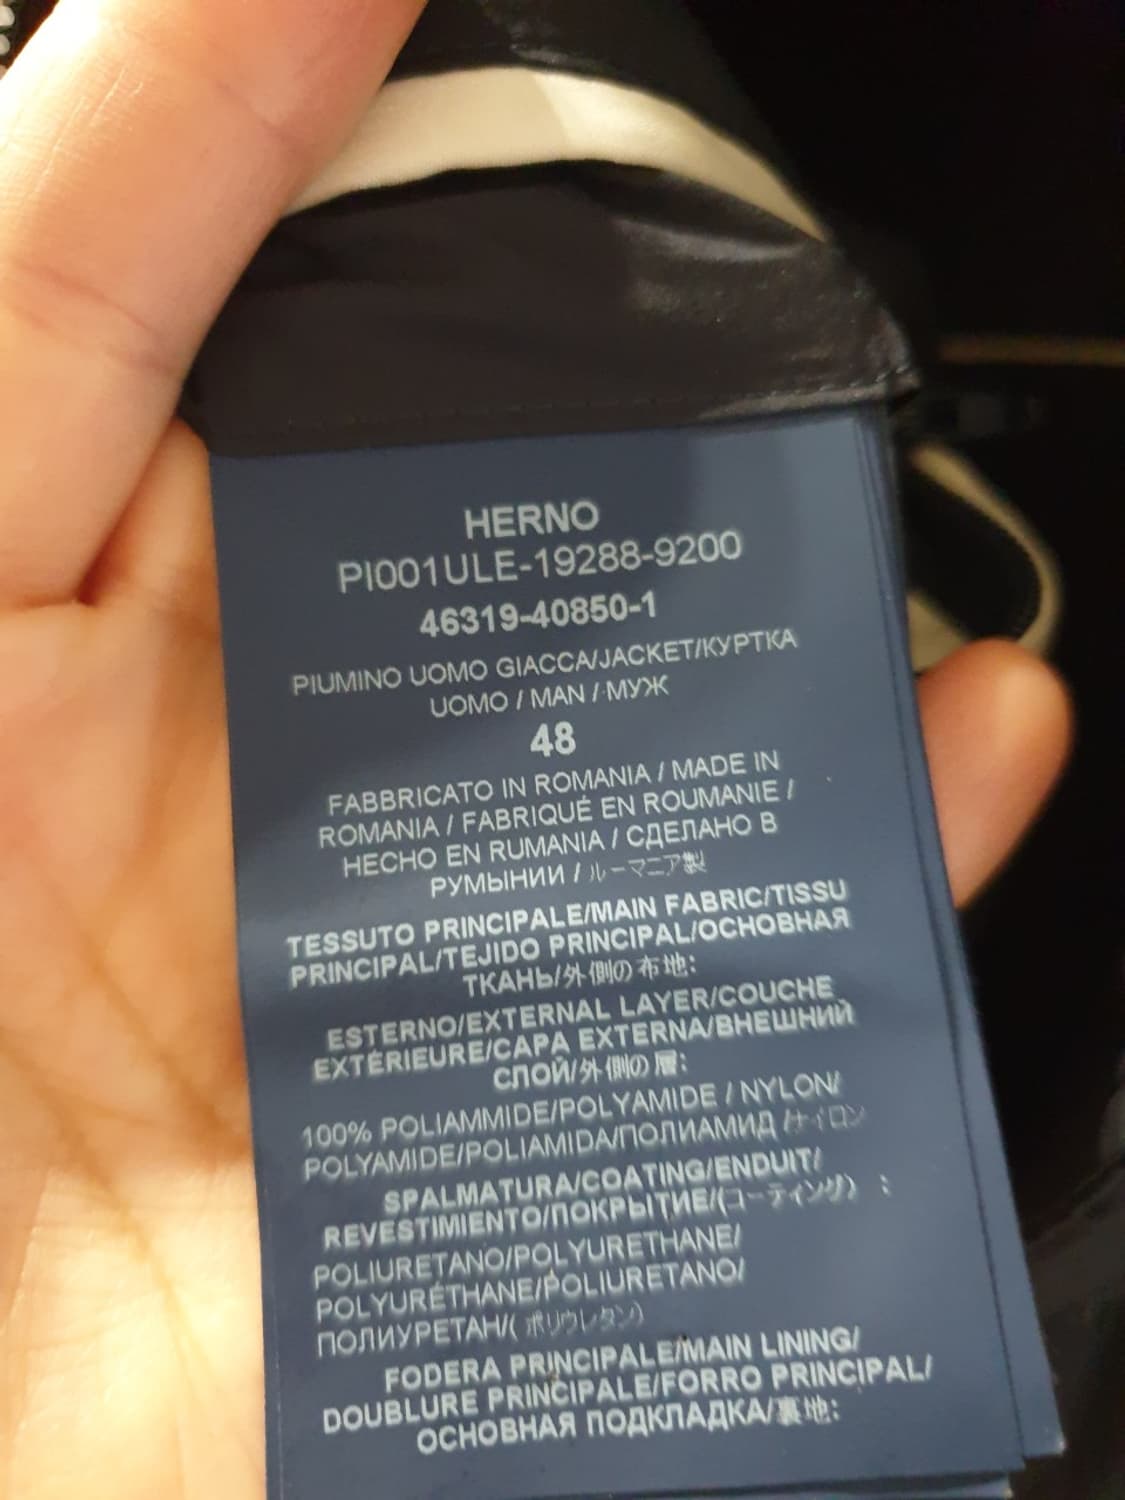 HERNO
PI001ULE-19288-9200
46319-40850-1
PIUMINO UOMO GIACCA/JACKET/КУРТКА
UOMO / MAN / МУЖ
48
FABBRICATO IN ROMANIA / MADE IN
ROMANIA / FABRIQUÉ EN ROUMANIE /
HECHO EN RUMANIA / СДЕЛАНО В
РУМЫНИИ / ルーマニア製
TESSUTO PRINCIPALE/MAIN FABRIC/TISSU
PRINCIPAL/TEJIDO PRINCIPAL/ОСНОВНАЯ
ТКАНЬ/外側の布地:
ESTERNO/EXTERNAL LAYER/COUCHE
EXTÉRIEURE/CAPA EXTERNA/ВНЕШНИЙ
СЛОЙ/外側の層:
100% POLIAMMIDE/POLYAMIDE / NYLON/
POLYAMIDE/POLIAMIDA/ПОЛИАМИД /ナイロン
SPALMATURA/COATING/ENDUIT/
REVESTIMIENTO/ПОКРЫТИЕ/(コーティング) :
POLIURETANO/POLYURETHANE/
POLYURÉTHANE/POLIURETANO/
ПОЛИУРЕТАН/( ポリウレタン)
FODERA PRINCIPALE/MAIN LINING/
DOUBLURE PRINCIPALE/FORRO PRINCIPAL/
ОСНОВНАЯ ПОДКЛАДКА/裏地: